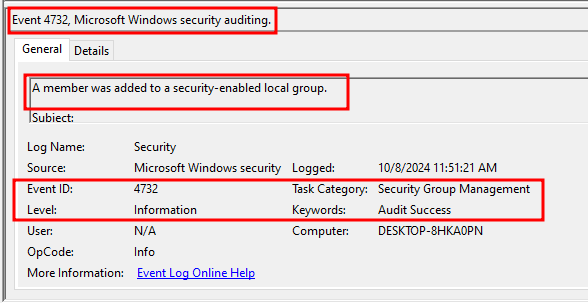 Event 4732, Microsoft Windows security auditing.
General Details
A member was added to a security-enabled local group.
Subject:
Log Name: Security
Source: Microsoft Windows security Logged: 10/8/2024 11:51:21 AM
Event ID: 4732 Task Category: Security Group Management
Level: Information Keywords: Audit Success
User: N/A Computer: DESKTOP-8HKA0PN
OpCode: Info
More Information: Event Log Online Help